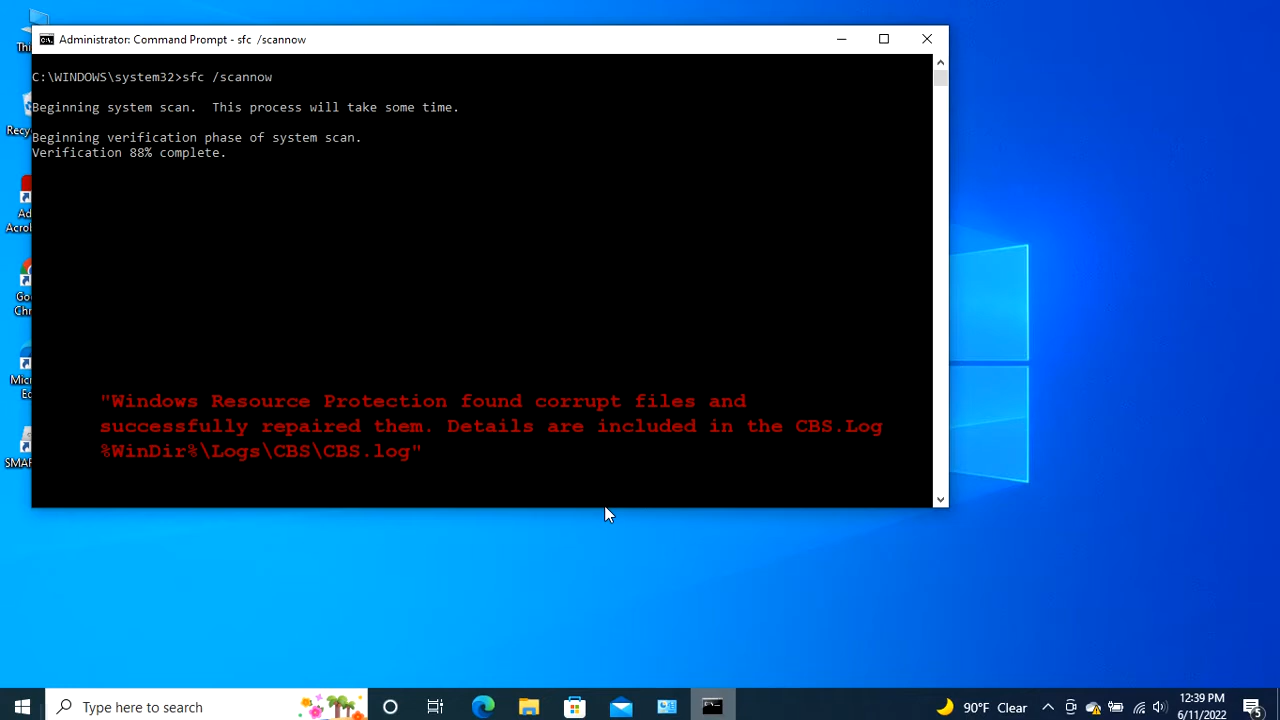 Administrator: Command Prompt - sfc /scannow
C:\WINDOWS\system32>sfc /scannow
Beginning system scan.  This process will take some time.
Beginning verification phase of system scan.
Verification 88% complete.
"Windows Resource Protection found corrupt files and
successfully repaired them. Details are included in the CBS.Log
%WinDir%\Logs\CBS\CBS.log"
Type here to search
90°F Clear
12:39 PM
6/11/2022
5